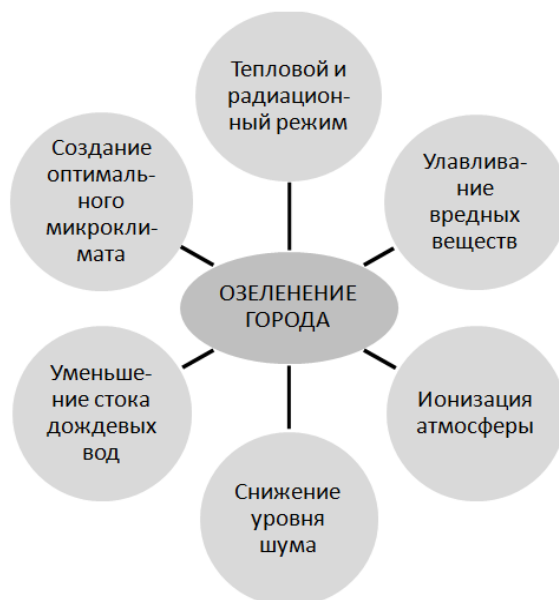 Тепловой и
радиацион-
ный режим
Создание
оптималь-
ного
микрокли-
мата
Улавлива-
ние
вредных
веществ
ОЗЕЛЕНЕНИЕ
ГОРОДА
Уменьше-
ние стока
дождевых
вод
Ионизация
атмосферы
Снижение
уровня
шума